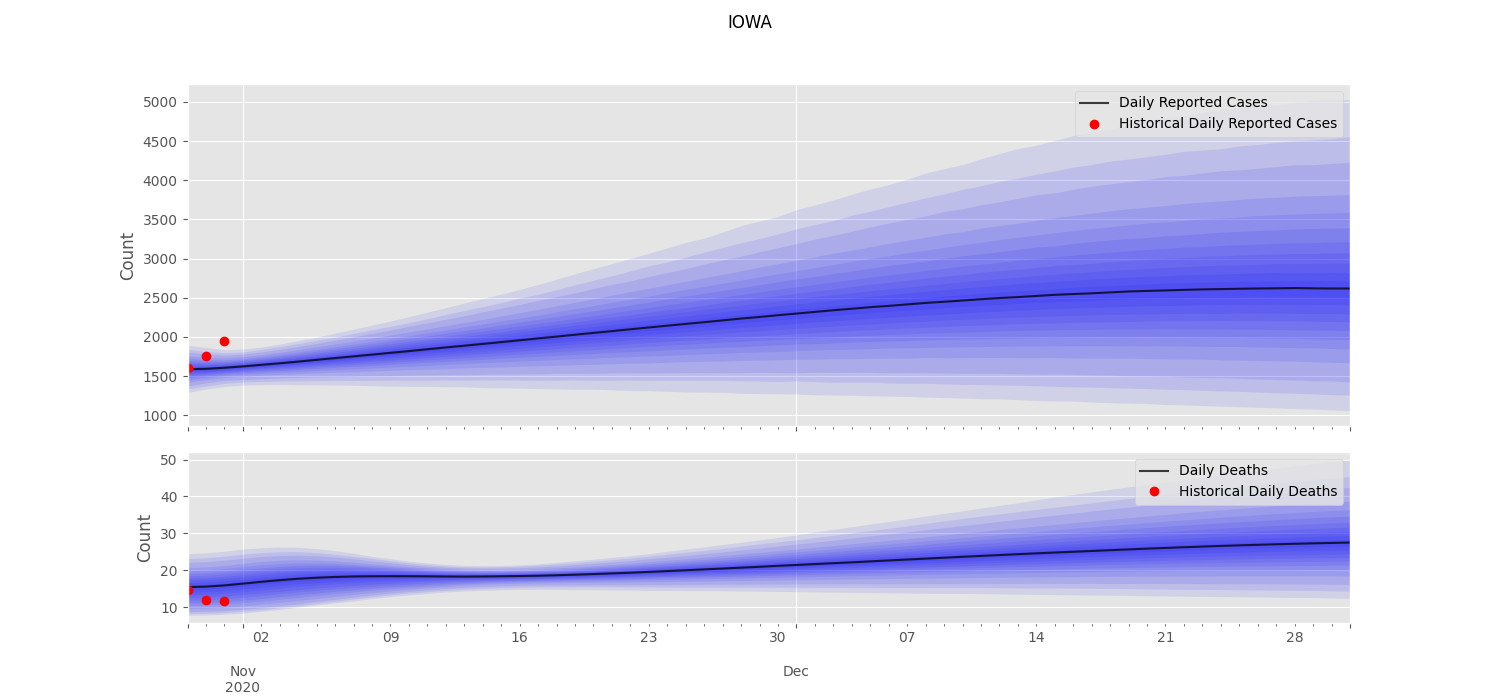 IOWA
5000
4500
4000
3500
3000
2500
2000
1500
1000
Count
Daily Reported Cases
Historical Daily Reported Cases
50
40
30
20
10
Count
Daily Deaths
Historical Daily Deaths
02 09 16 23 30 07 14 21 28
Nov Dec
2020